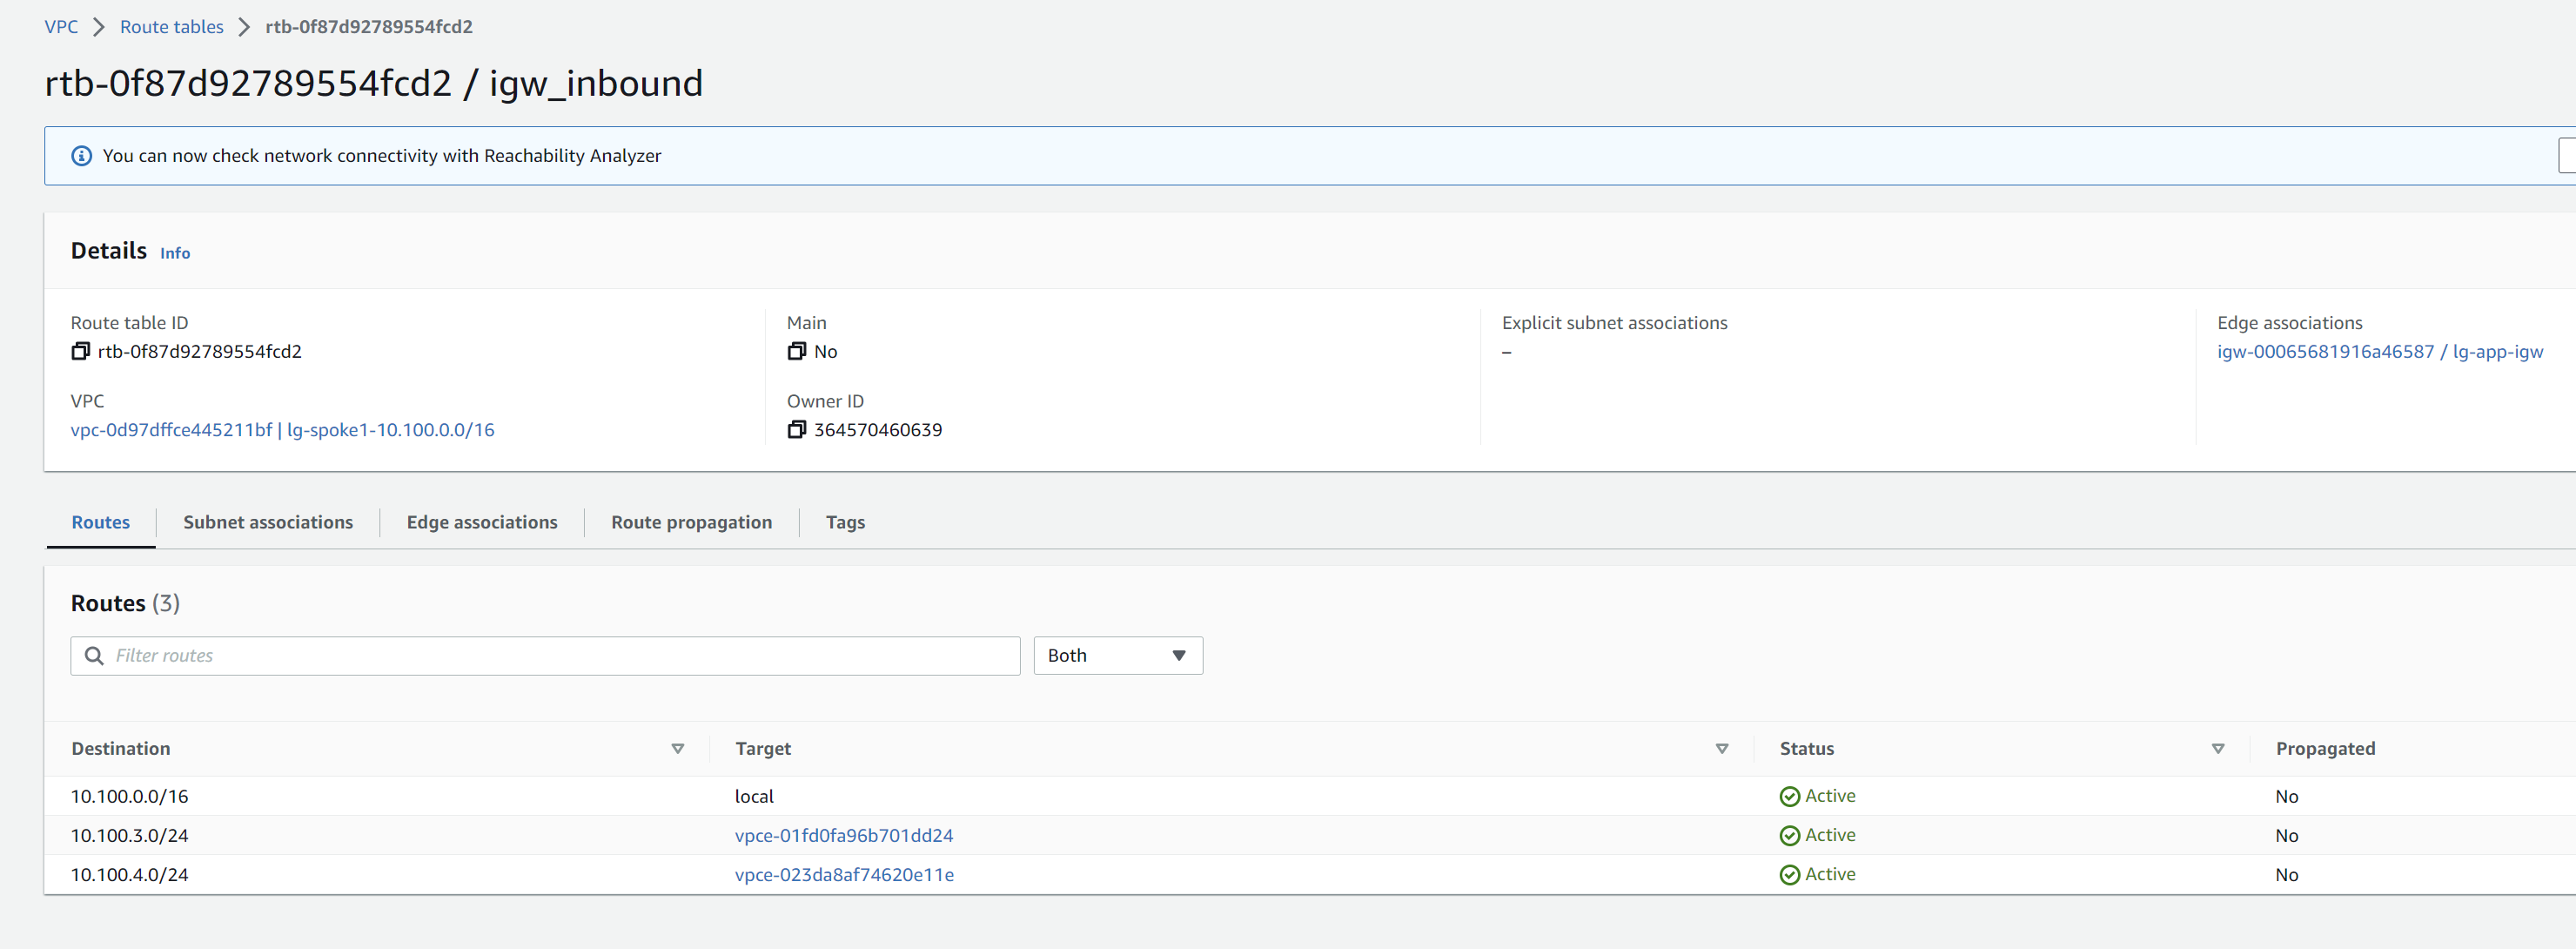 VPC > Route tables > rtb-0f87d92789554fcd2
rtb-0f87d92789554fcd2 / igw_inbound
You can now check network connectivity with Reachability Analyzer
Details Info
Route table ID
rtb-0f87d92789554fcd2
Main
No
Explicit subnet associations
–
Edge associations
igw-00065681916a46587 / lg-app-igw
VPC
vpc-0d97dffce445211bf | lg-spoke1-10.100.0.0/16
Owner ID
364570460639
Routes Subnet associations Edge associations Route propagation Tags
Routes (3)
Filter routes Both
Destination Target Status Propagated
10.100.0.0/16 local Active No
10.100.3.0/24 vpce-01fd0fa96b701dd24 Active No
10.100.4.0/24 vpce-023da8af74620e11e Active No